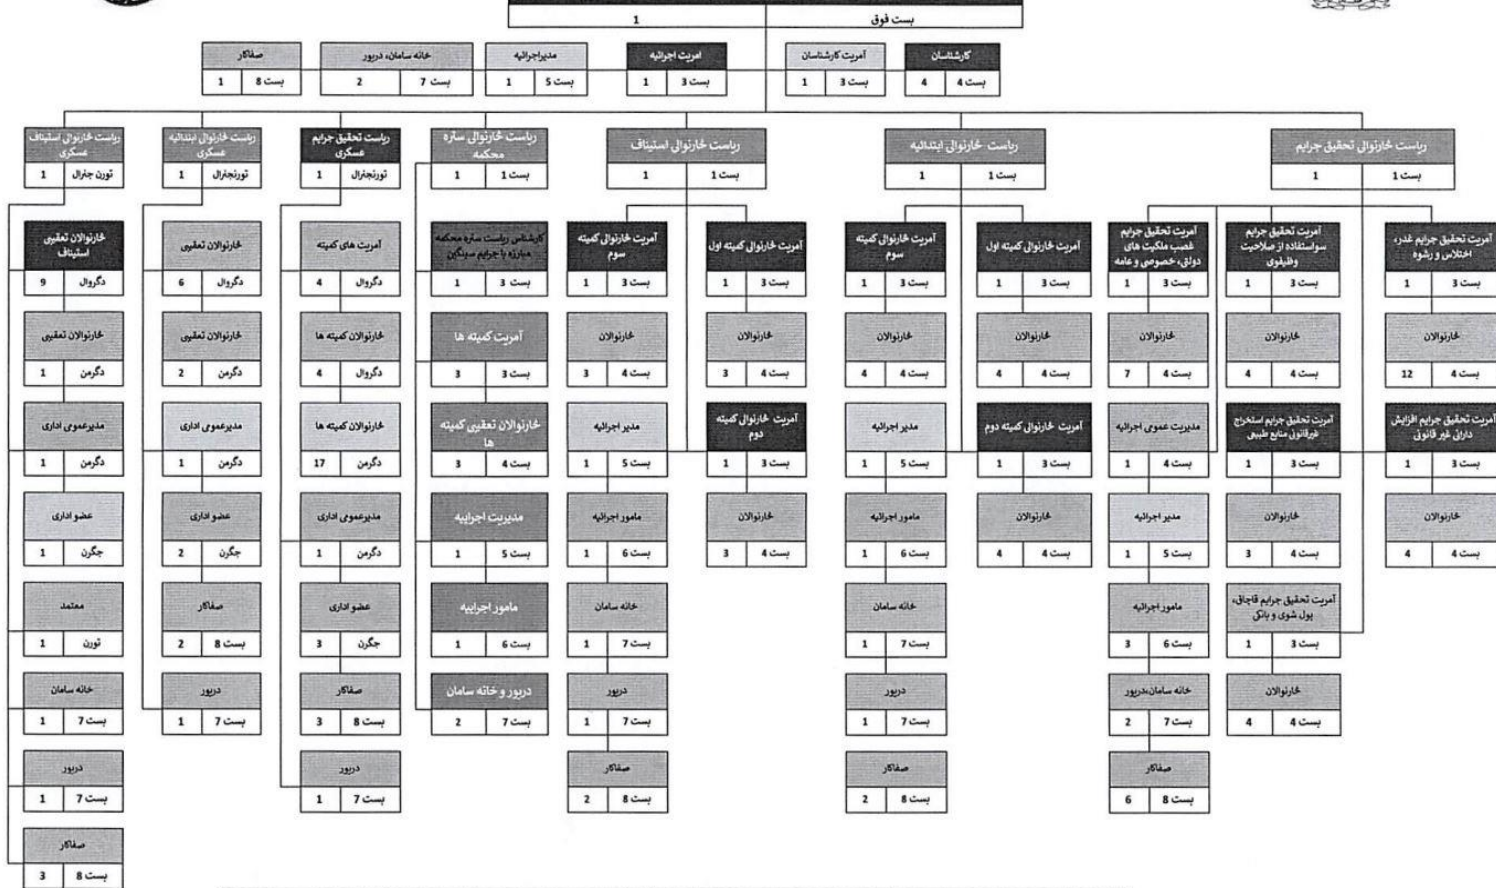 بست فوق 1
کارشناسان
بست 4 4
آمریت کارشناسان
بست 3 1
امریت اجرائیه
بست 3 1
مدیراجرائیه
بست 5 1
خانه سامان، دریور
بست 7 2
صفاکار
بست 8 1
ریاست څارنوالی تحقیق جرایم
بست 1 1
آمریت تحقیق جرایم غدر،
اختلاس و رشوه
بست 3 1
څارنوالان
بست 4 12
آمریت تحقیق جرایم افزایش
دارائی غیر قانونی
بست 3 1
څارنوالان
بست 4 4
آمریت تحقیق جرایم
سواستفاده از صلاحیت
وظیفوی
بست 3 1
څارنوالان
بست 4 4
آمریت تحقیق جرایم استخراج
غیرقانونی منابع طبیعی
بست 3 1
څارنوالان
بست 4 3
آمریت تحقیق جرایم قاچاق،
پول شوی و بانکی
بست 3 1
څارنوالان
بست 4 4
آمریت تحقیق جرایم
غصب ملکیت های
دولتی، خصوصی و عامه
بست 3 1
څارنوالان
بست 4 7
مدیریت عمومی اجرائیه
بست 4 1
مدیر اجرائیه
بست 5 1
مامور اجرائیه
بست 6 3
خانه سامان،دریور
بست 7 2
صفاکار
بست 8 6
ریاست څارنوالی ابتدائیه
بست 1 1
آمریت څارنوالی کمیته اول
بست 3 1
څارنوالان
بست 4 4
آمریت څارنوالی کمیته دوم
بست 3 1
څارنوالان
بست 4 4
آمریت څارنوالی کمیته
سوم
بست 3 1
څارنوالان
بست 4 4
مدیر اجرائیه
بست 5 1
مامور اجرائیه
بست 6 1
خانه سامان
بست 7 1
دریور
بست 7 1
صفاکار
بست 8 2
ریاست څارنوالی استیناف
بست 1 1
آمریت څارنوالی کمیته اول
بست 3 1
څارنوالان
بست 4 3
آمریت څارنوالی کمیته
دوم
بست 3 1
څارنوالان
بست 4 3
آمریت څارنوالی کمیته
سوم
بست 3 1
څارنوالان
بست 4 3
مدیر اجرائیه
بست 5 1
مامور اجرائیه
بست 6 1
خانه سامان
بست 7 1
دریور
بست 7 1
صفاکار
بست 8 2
ریاست څارنوالی ستره
محکمه
بست 1 1
کارشناس ریاست ستره محکمه
مبارزه با جرایم سنگین
بست 3 1
آمریت کمیته ها
بست 3 3
څارنوالان تعقیبی کمیته
ها
بست 4 3
مدیریت اجراییه
بست 5 1
مامور اجراییه
بست 6 1
دریور و خانه سامان
بست 7 2
ریاست تحقیق جرایم
عسکری
تورنجنرال 1
آمریت های کمیته
دگروال 4
څارنوالان کمیته ها
دگروال 4
څارنوالان کمیته ها
دگرمن 17
مدیرعمومی اداری
دگرمن 1
عضو اداری
جگرن 3
صفاکار
بست 8 3
دریور
بست 7 1
ریاست څارنوالی ابتدائیه
عسکری
تورنجنرال 1
څارنوالان تعقیبی
دگروال 6
څارنوالان تعقیبی
دگرمن 2
مدیرعمومی اداری
دگرمن 1
عضو اداری
جگرن 2
صفاکار
بست 8 2
دریور
بست 7 1
ریاست څارنوالی استیناف
عسکری
تورن جنرال 1
څارنوالان تعقیبی
استیناف
دگروال 9
څارنوالان تعقیبی
دگرمن 1
مدیرعمومی اداری
دگرمن 1
عضو اداری
جگرن 1
معتمد
تورن 1
خانه سامان
بست 7 1
دریور
بست 7 1
صفاکار
بست 8 3